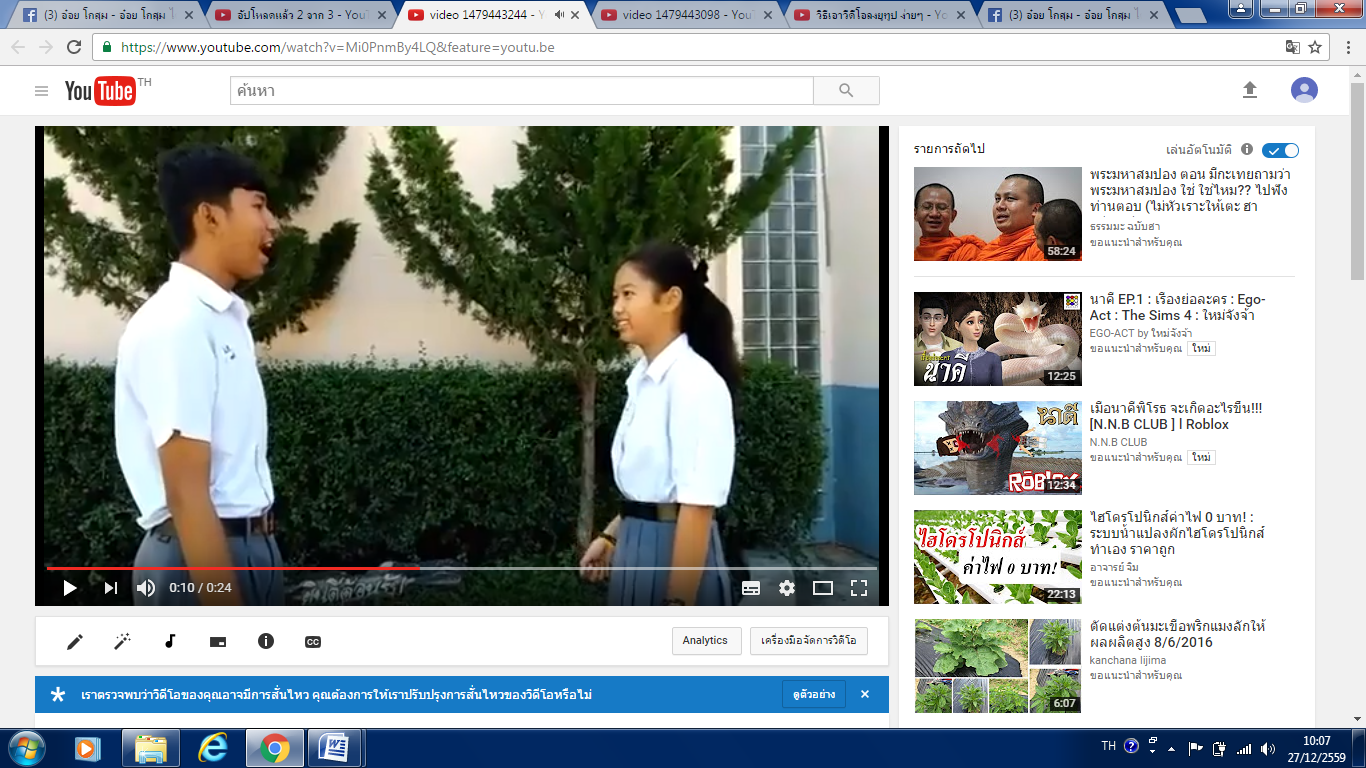 (3) อ้อย โกสุม - อ้อย โกสุม ไ
อัปโหลดแล้ว 2 จาก 3 - YouT
video 1479443244 - Y
video 1479443098 - YouT
วิธีเอาวิดีโอลงยูทูป ง่ายๆ - Yo
(3) อ้อย โกสุม - อ้อย โกสุม ไ
https://www.youtube.com/watch?v=Mi0PnmBy4LQ&feature=youtu.be
YouTube TH
ค้นหา
รายการถัดไป
เล่นอัตโนมัติ
พระมหาสมปอง ตอน มีกะเทยถามว่า
พระมหาสมปอง ใช่ ใช่ไหม?? ไปฟัง
ท่านตอบ (ไม่หัวเราะให้เตะ ฮา
ธรรมมะ ฉบับฮา
ขอแนะนำสำหรับคุณ
58:24
นาคี EP.1 : เรื่องย่อละคร : Ego-
Act : The Sims 4 : ใหม่จังจ้า
EGO-ACT by ใหม่จังจ้า
ขอแนะนำสำหรับคุณ ใหม่
นาคี
12:25
เมื่อนาคีพิโรธ จะเกิดอะไรขึ้น!!!
[N.N.B CLUB ] l Roblox
N.N.B CLUB
ขอแนะนำสำหรับคุณ ใหม่
นาคี
ROBLOX
12:34
ไฮโดรโปนิกส์ค่าไฟ 0 บาท! :
ระบบน้ำแปลงผักไฮโดรโปนิกส์
ทำเอง ราคาถูก
อาจารย์ จิม
ขอแนะนำสำหรับคุณ
ไฮโดรโปนิกส์
ค่าไฟ 0 บาท!
22:13
ตัดแต่งต้นมะเขือพริกแมงลักให้
ผลผลิตสูง 8/6/2016
kanchana Iijima
ขอแนะนำสำหรับคุณ
6:07
0:10 / 0:24
CC
Analytics
เครื่องมือจัดการวิดีโอ
เราตรวจพบว่าวิดีโอของคุณอาจมีการสั่นไหว คุณต้องการให้เราปรับปรุงการสั่นไหวของวิดีโอหรือไม่
ดูตัวอย่าง
TH
10:07
27/12/2559